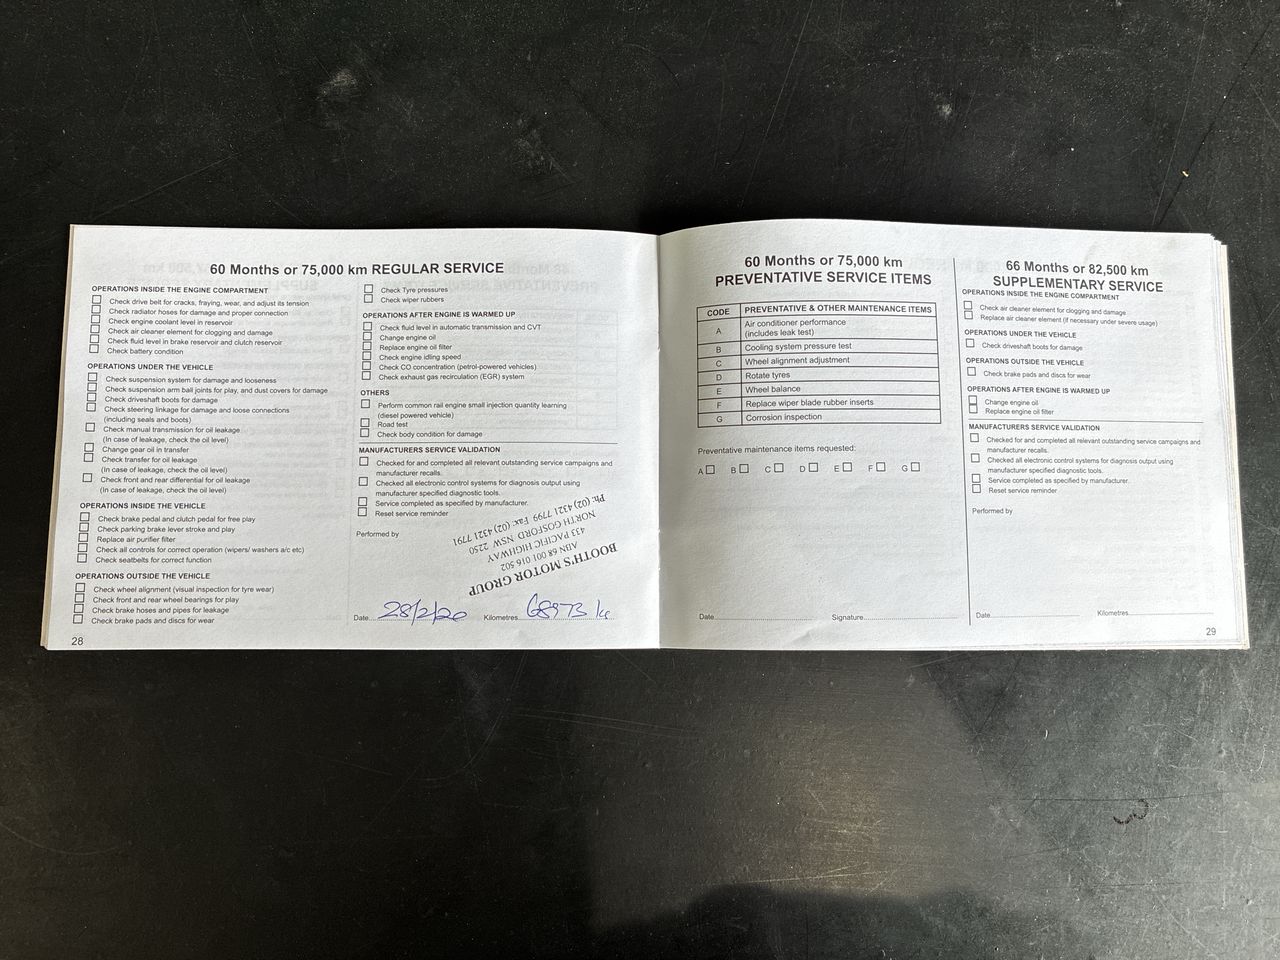 60 Months or 75,000 km REGULAR SERVICE
OPERATIONS INSIDE THE ENGINE COMPARTMENT
Check drive belt for cracks, fraying, wear, and adjust its tension
Check radiator hoses for damage and proper connection
Check engine coolant level in reservoir
Check air cleaner element for clogging and damage
Check fluid level in brake reservoir and clutch reservoir
Check battery condition
OPERATIONS UNDER THE VEHICLE
Check suspension system for damage and looseness
Check suspension arm ball joints for play, and dust covers for damage
Check driveshaft boots for damage
Check steering linkage for damage and loose connections
(including seals and boots)
Check manual transmission for oil leakage
(In case of leakage, check the oil level)
Change gear oil in transfer
Check transfer for oil leakage
(In case of leakage, check the oil level)
Check front and rear differential for oil leakage
(In case of leakage, check the oil level)
OPERATIONS INSIDE THE VEHICLE
Check brake pedal and clutch pedal for free play
Check parking brake lever stroke and play
Replace air purifier filter
Check all controls for correct operation (wipers/ washers a/c etc)
Check seatbelts for correct function
OPERATIONS OUTSIDE THE VEHICLE
Check wheel alignment (visual inspection for tyre wear)
Check front and rear wheel bearings for play
Check brake hoses and pipes for leakage
Check brake pads and discs for wear
28
Check Tyre pressures
Check wiper rubbers
OPERATIONS AFTER ENGINE IS WARMED UP
Check fluid level in automatic transmission and CVT
Change engine oil
Replace engine oil filter
Check engine idling speed
Check CO concentration (petrol-powered vehicles)
Check exhaust gas recirculation (EGR) system
OTHERS
Perform common rail engine small injection quantity learning
(diesel powered vehicle)
Road test
Check body condition for damage
MANUFACTURERS SERVICE VALIDATION
Checked for and completed all relevant outstanding service campaigns and
manufacturer recalls.
Checked all electronic control systems for diagnosis output using
manufacturer specified diagnostic tools.
Service completed as specified by manufacturer.
Reset service reminder
Performed by
BOOTH'S MOTOR GROUP
ABN 68 001 016 502
433 PACIFIC HIGHWAY
NORTH GOSFORD NSW 2250
Ph: (02) 4321 7799 Fax: (02) 4321 7791
Date 28/2/20 Kilometres 68973 k
60 Months or 75,000 km
PREVENTATIVE SERVICE ITEMS
CODE PREVENTATIVE & OTHER MAINTENANCE ITEMS
A Air conditioner performance
(includes leak test)
B Cooling system pressure test
C Wheel alignment adjustment
D Rotate tyres
E Wheel balance
F Replace wiper blade rubber inserts
G Corrosion inspection
Preventative maintenance items requested:
A B C D E F G
Date Signature
66 Months or 82,500 km
SUPPLEMENTARY SERVICE
OPERATIONS INSIDE THE ENGINE COMPARTMENT
Check air cleaner element for clogging and damage
Replace air cleaner element (if necessary under severe usage)
OPERATIONS UNDER THE VEHICLE
Check driveshaft boots for damage
OPERATIONS OUTSIDE THE VEHICLE
Check brake pads and discs for wear
OPERATIONS AFTER ENGINE IS WARMED UP
Change engine oil
Replace engine oil filter
MANUFACTURERS SERVICE VALIDATION
Checked for and completed all relevant outstanding service campaigns and
manufacturer recalls.
Checked all electronic control systems for diagnosis output using
manufacturer specified diagnostic tools.
Service completed as specified by manufacturer.
Reset service reminder
Performed by
Date Kilometres
29